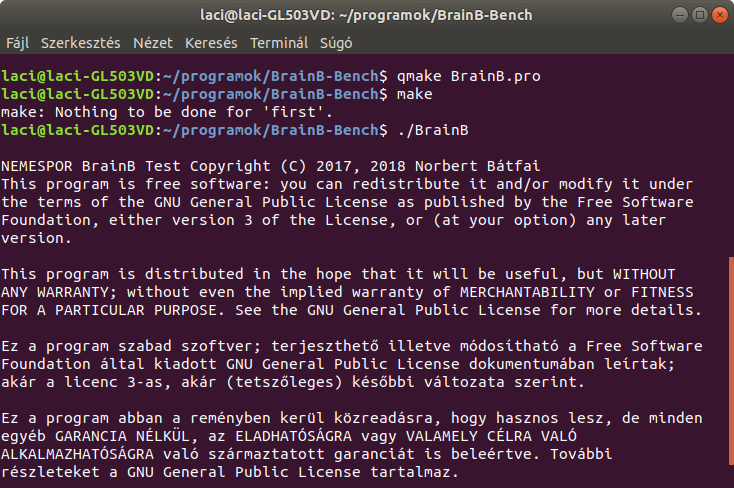 laci@laci-GL503VD: ~/programok/BrainB-Bench
Fájl Szerkesztés Nézet Keresés Terminál Súgó
laci@laci-GL503VD:~/programok/BrainB-Bench$ qmake BrainB.pro
laci@laci-GL503VD:~/programok/BrainB-Bench$ make
make: Nothing to be done for 'first'.
laci@laci-GL503VD:~/programok/BrainB-Bench$ ./BrainB
NEMESPOR BrainB Test Copyright (C) 2017, 2018 Norbert Bátfai
This program is free software: you can redistribute it and/or modify it under
the terms of the GNU General Public License as published by the Free Software
Foundation, either version 3 of the License, or (at your option) any later
version.
This program is distributed in the hope that it will be useful, but WITHOUT
ANY WARRANTY; without even the implied warranty of MERCHANTABILITY or FITNESS
FOR A PARTICULAR PURPOSE. See the GNU General Public License for more details.
Ez a program szabad szoftver; terjeszthető illetve módosítható a Free Software
Foundation által kiadott GNU General Public License dokumentumában leírtak;
akár a licenc 3-as, akár (tetszőleges) későbbi változata szerint.
Ez a program abban a reményben kerül közreadásra, hogy hasznos lesz, de minden
egyéb GARANCIA NÉLKÜL, az ELADHATÓSÁGRA vagy VALAMELY CÉLRA VALÓ
ALKALMAZHATÓSÁGRA való származtatott garanciát is beleértve. További
részleteket a GNU General Public License tartalmaz.